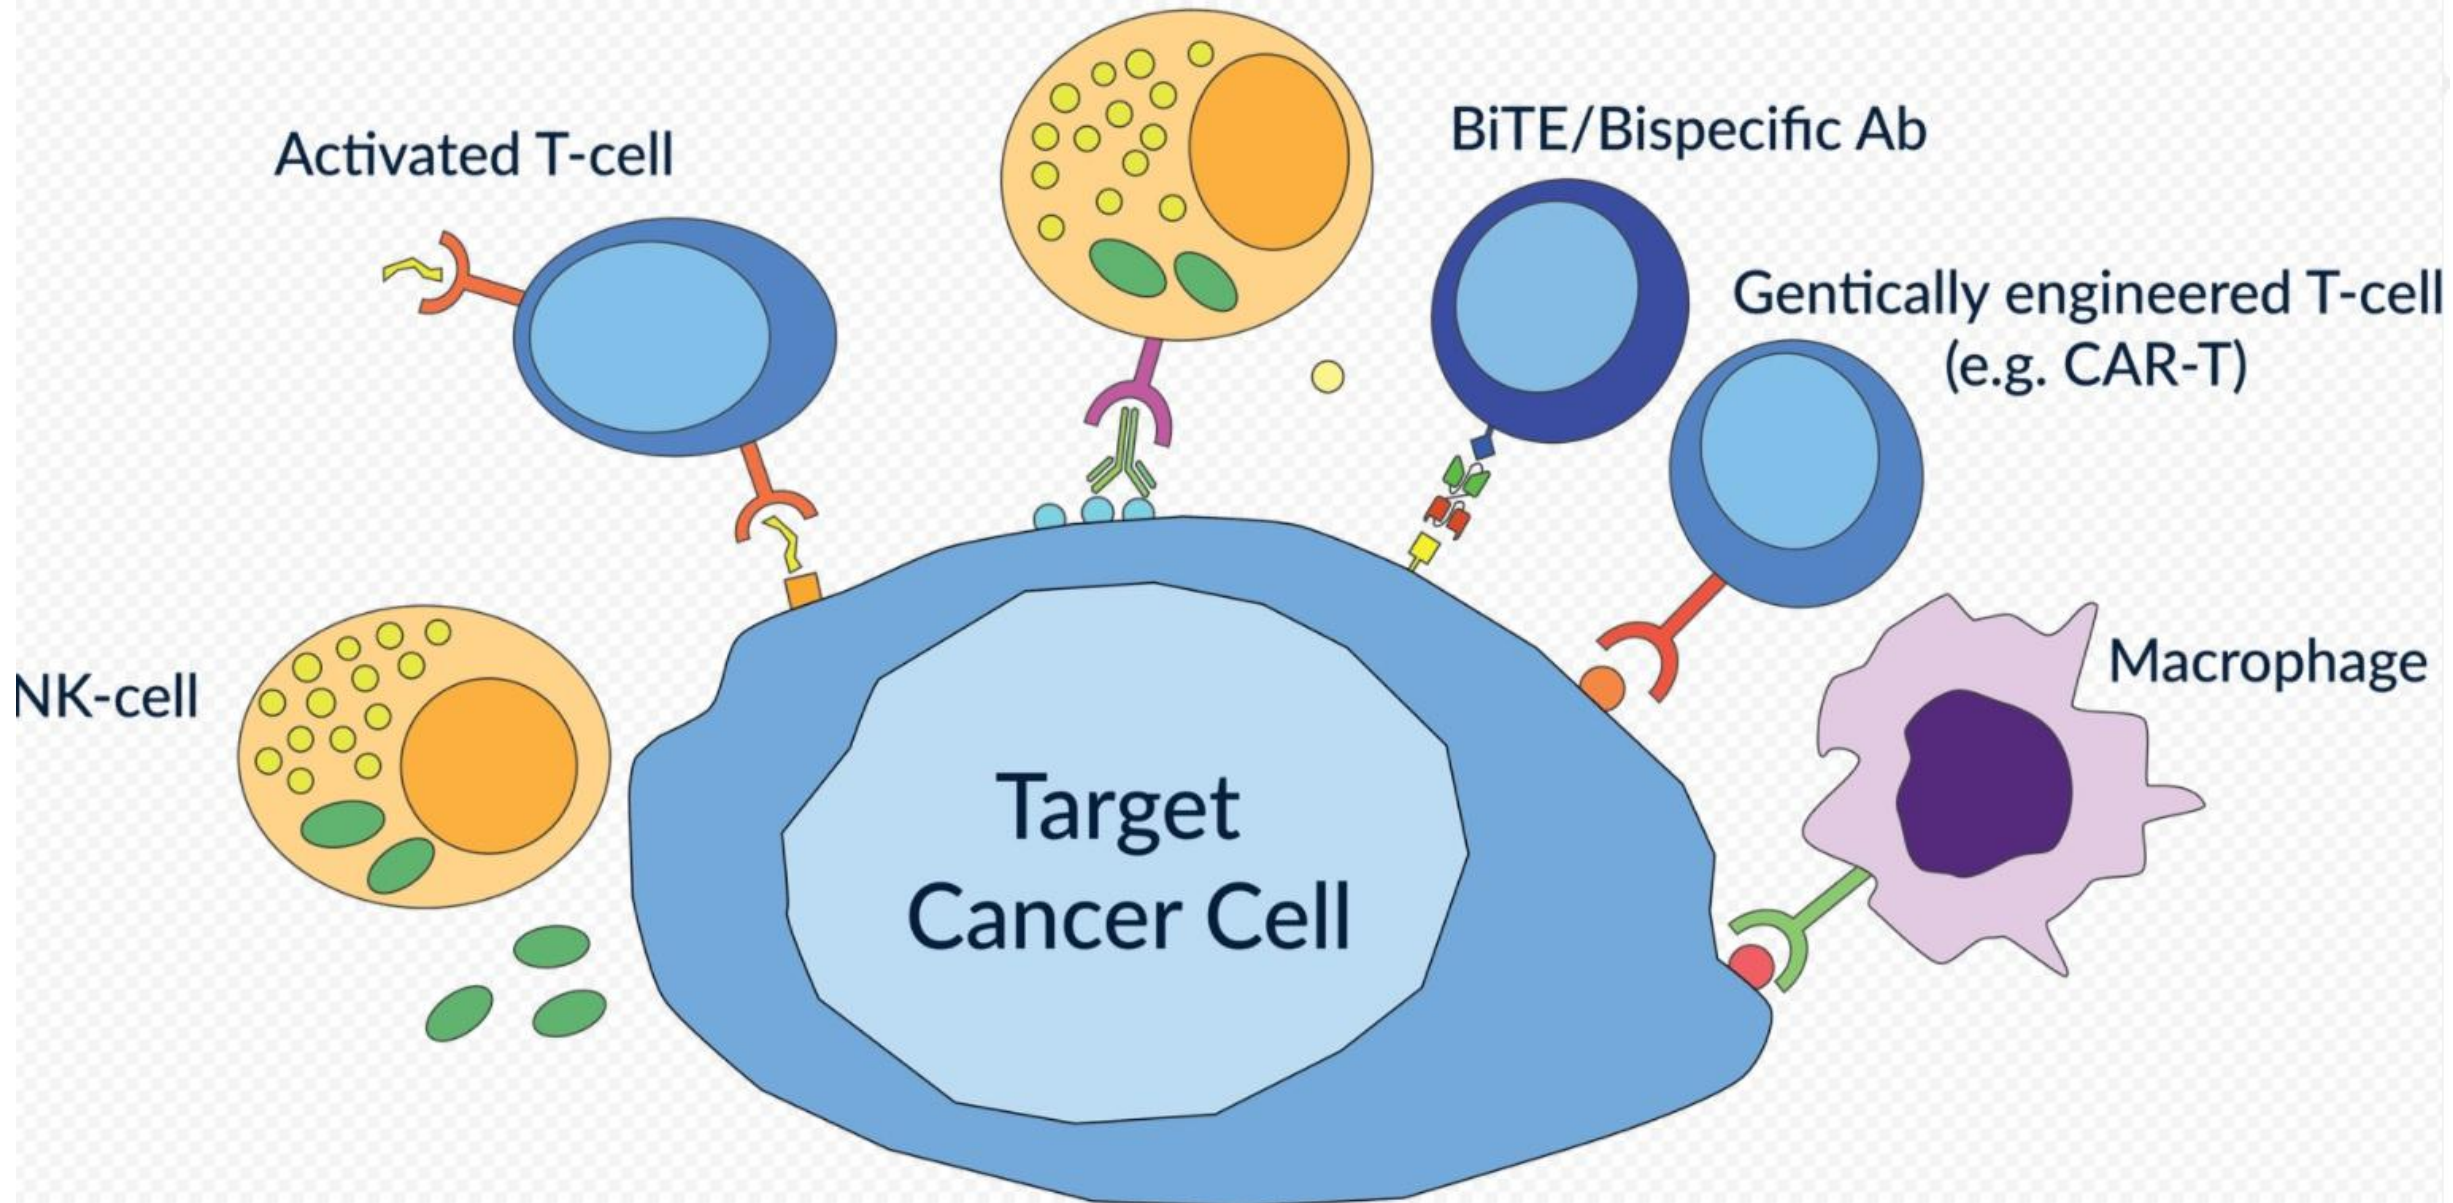 Activated T-cell
BiTE/Bispecific Ab
Gentically engineered T-cell
(e.g. CAR-T)
NK-cell
Macrophage
Target
Cancer Cell